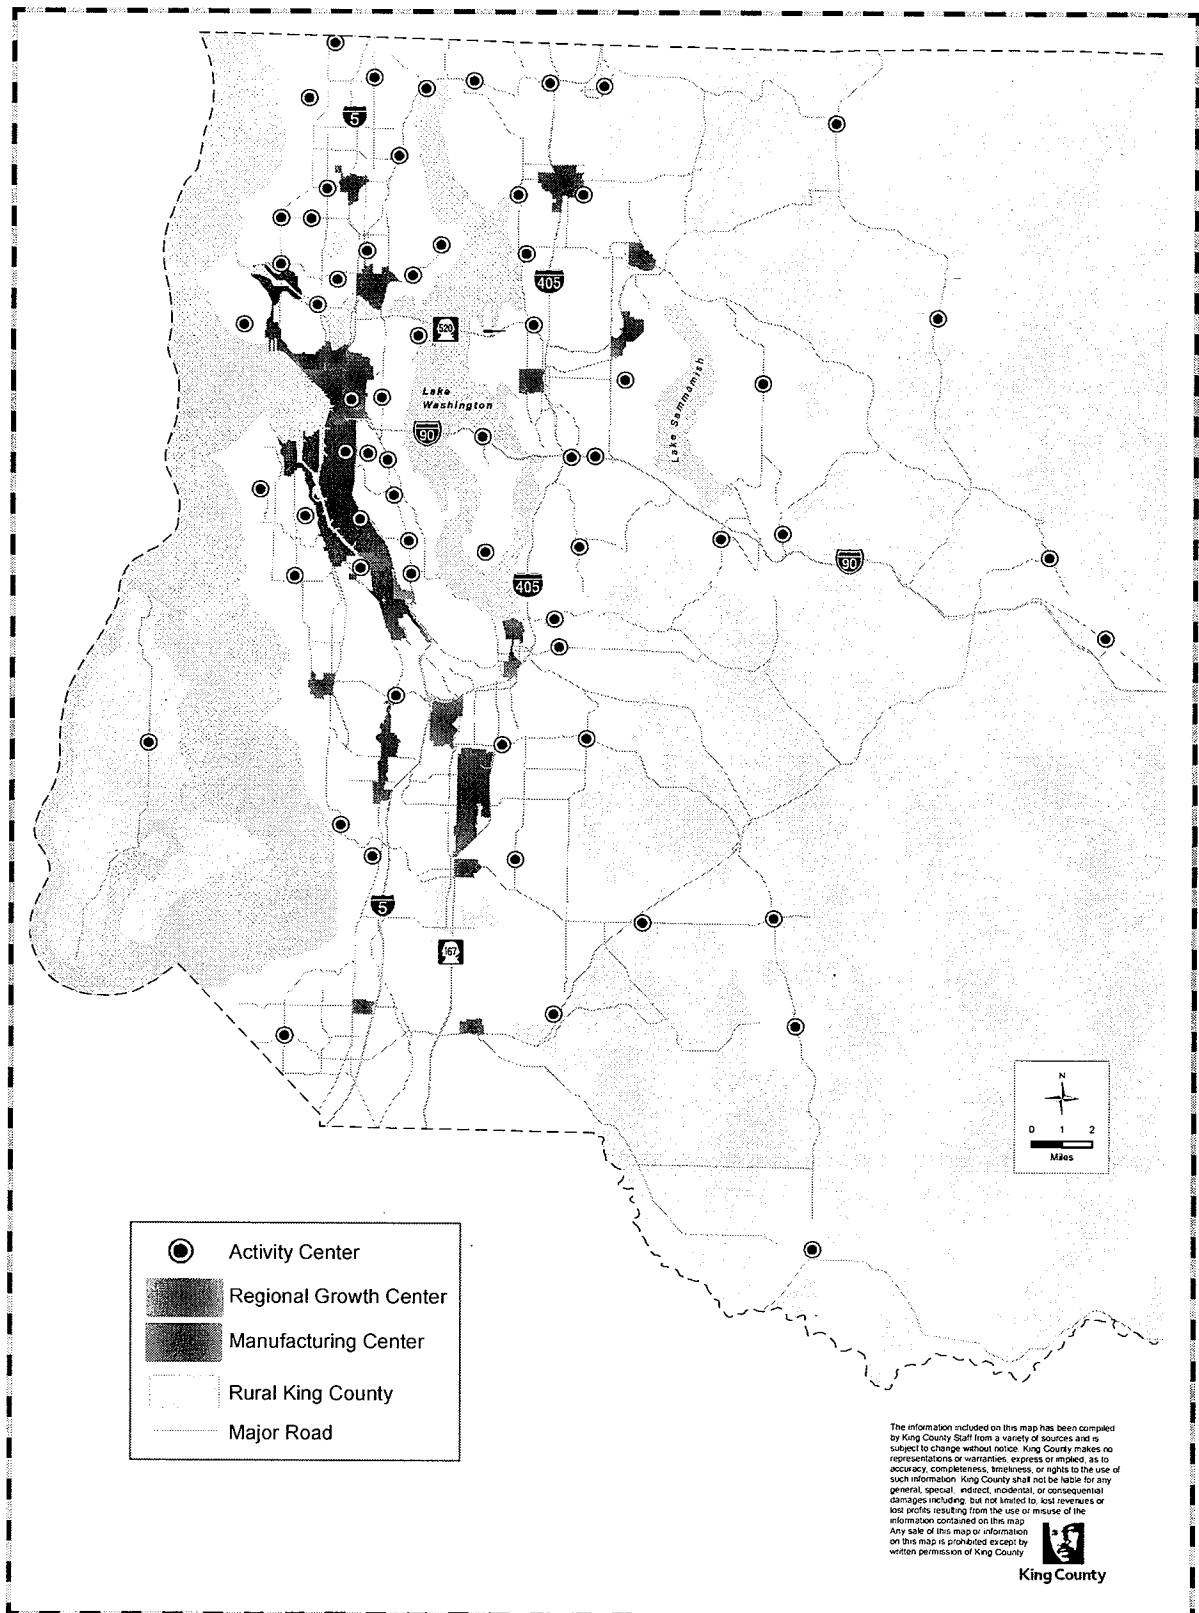 5
405
520
Lake
Washington
90
Lake Sammamish
405
90
5
167
N
0 1 2
Miles
Activity Center
Regional Growth Center
Manufacturing Center
Rural King County
Major Road
The information included on this map has been compiled
by King County Staff from a variety of sources and is
subject to change without notice. King County makes no
representations or warranties, express or implied, as to
accuracy, completeness, timeliness, or rights to the use of
such information. King County shall not be liable for any
general, special, indirect, incidental, or consequential
damages including, but not limited to, lost revenues or
lost profits resulting from the use or misuse of the
information contained on this map
Any sale of this map or information
on this map is prohibited except by
written permission of King County
King County